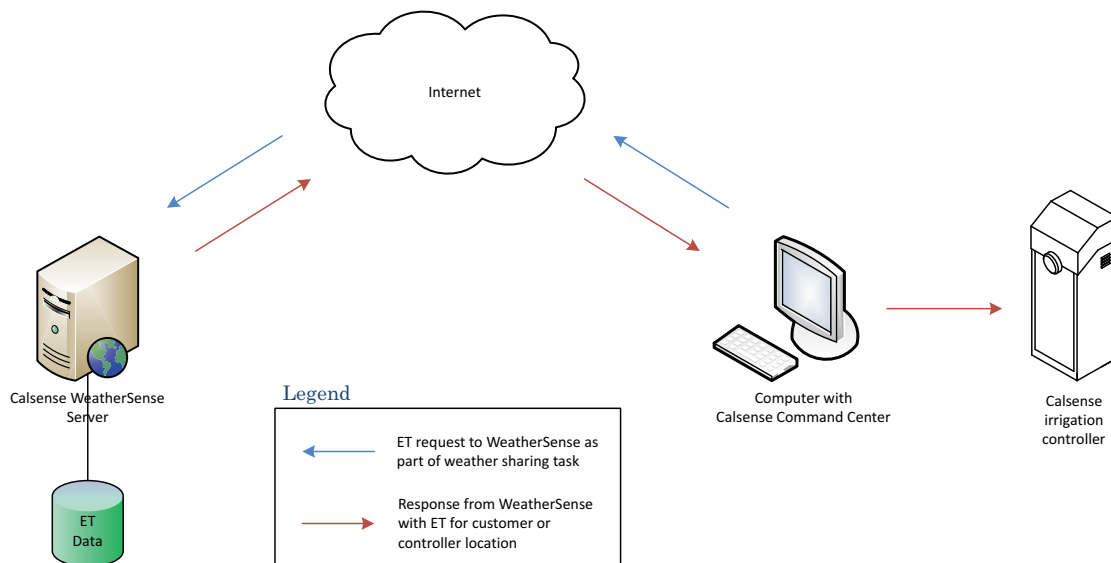 Internet
Calsense WeatherSense
Server
ET
Data
Computer with
Calsense Command Center
Calsense
irrigation
controller
Legend
ET request to WeatherSense as
part of weather sharing task
Response from WeatherSense
with ET for customer or
controller location